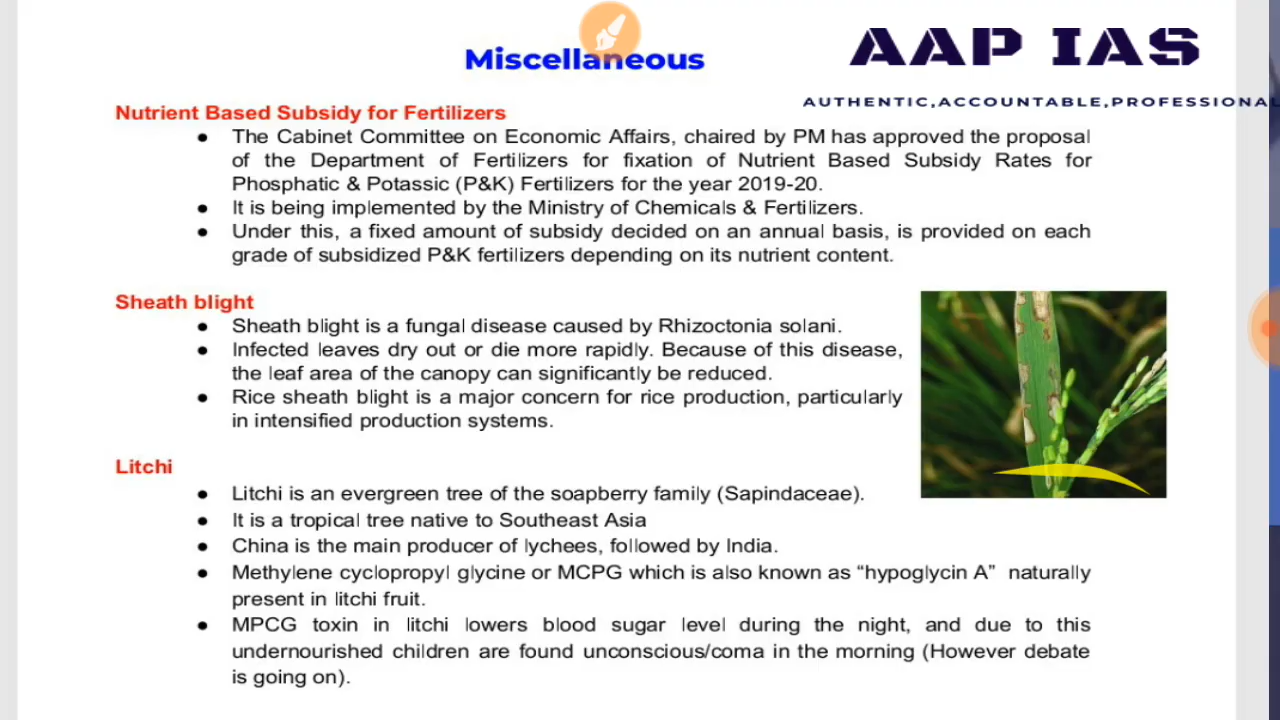 Miscellaneous
AAP IAS
AUTHENTIC,ACCOUNTABLE,PROFESSIONAL
Nutrient Based Subsidy for Fertilizers
● The Cabinet Committee on Economic Affairs, chaired by PM has approved the proposal
of the Department of Fertilizers for fixation of Nutrient Based Subsidy Rates for
Phosphatic & Potassic (P&K) Fertilizers for the year 2019-20.
● It is being implemented by the Ministry of Chemicals & Fertilizers.
● Under this, a fixed amount of subsidy decided on an annual basis, is provided on each
grade of subsidized P&K fertilizers depending on its nutrient content.
Sheath blight
● Sheath blight is a fungal disease caused by Rhizoctonia solani.
● Infected leaves dry out or die more rapidly. Because of this disease,
the leaf area of the canopy can significantly be reduced.
● Rice sheath blight is a major concern for rice production, particularly
in intensified production systems.
Litchi
● Litchi is an evergreen tree of the soapberry family (Sapindaceae).
● It is a tropical tree native to Southeast Asia
● China is the main producer of lychees, followed by India.
● Methylene cyclopropyl glycine or MCPG which is also known as “hypoglycin A” naturally
present in litchi fruit.
● MPCG toxin in litchi lowers blood sugar level during the night, and due to this
undernourished children are found unconscious/coma in the morning (However debate
is going on).